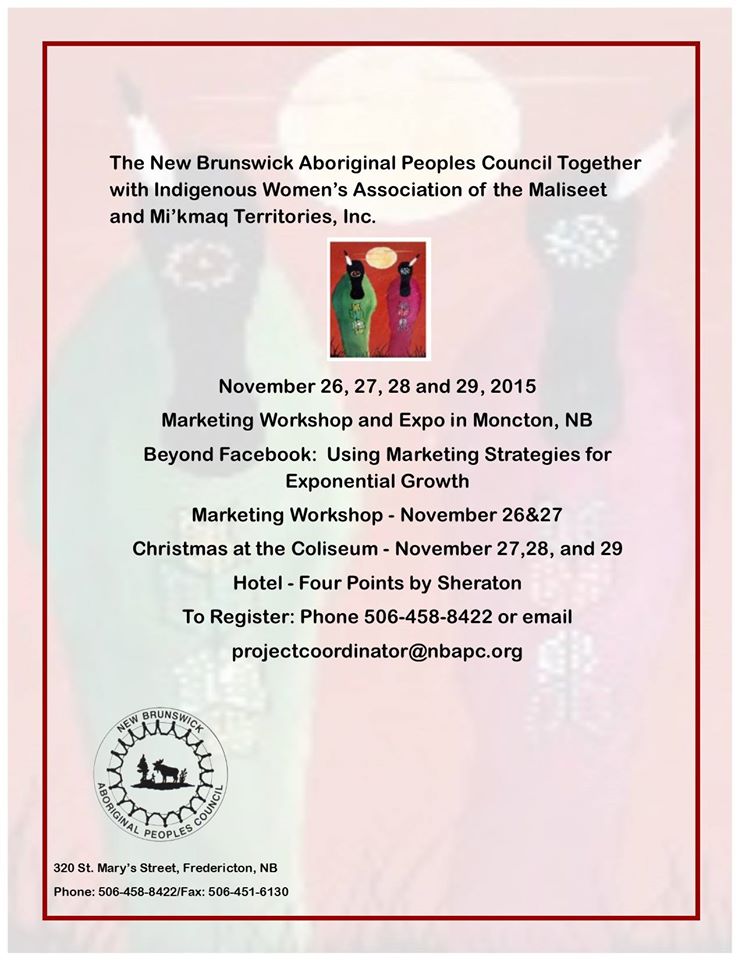 The New Brunswick Aboriginal Peoples Council Together
with Indigenous Women's Association of the Maliseet
and Mi'kmaq Territories, Inc.
November 26, 27, 28 and 29, 2015
Marketing Workshop and Expo in Moncton, NB
Beyond Facebook:  Using Marketing Strategies for
Exponential Growth
Marketing Workshop - November 26&27
Christmas at the Coliseum - November 27,28, and 29
Hotel - Four Points by Sheraton
To Register: Phone 506-458-8422 or email
projectcoordinator@nbapc.org
NEW BRUNSWICK
ABORIGINAL PEOPLES COUNCIL
320 St. Mary's Street, Fredericton, NB
Phone: 506-458-8422/Fax: 506-451-6130